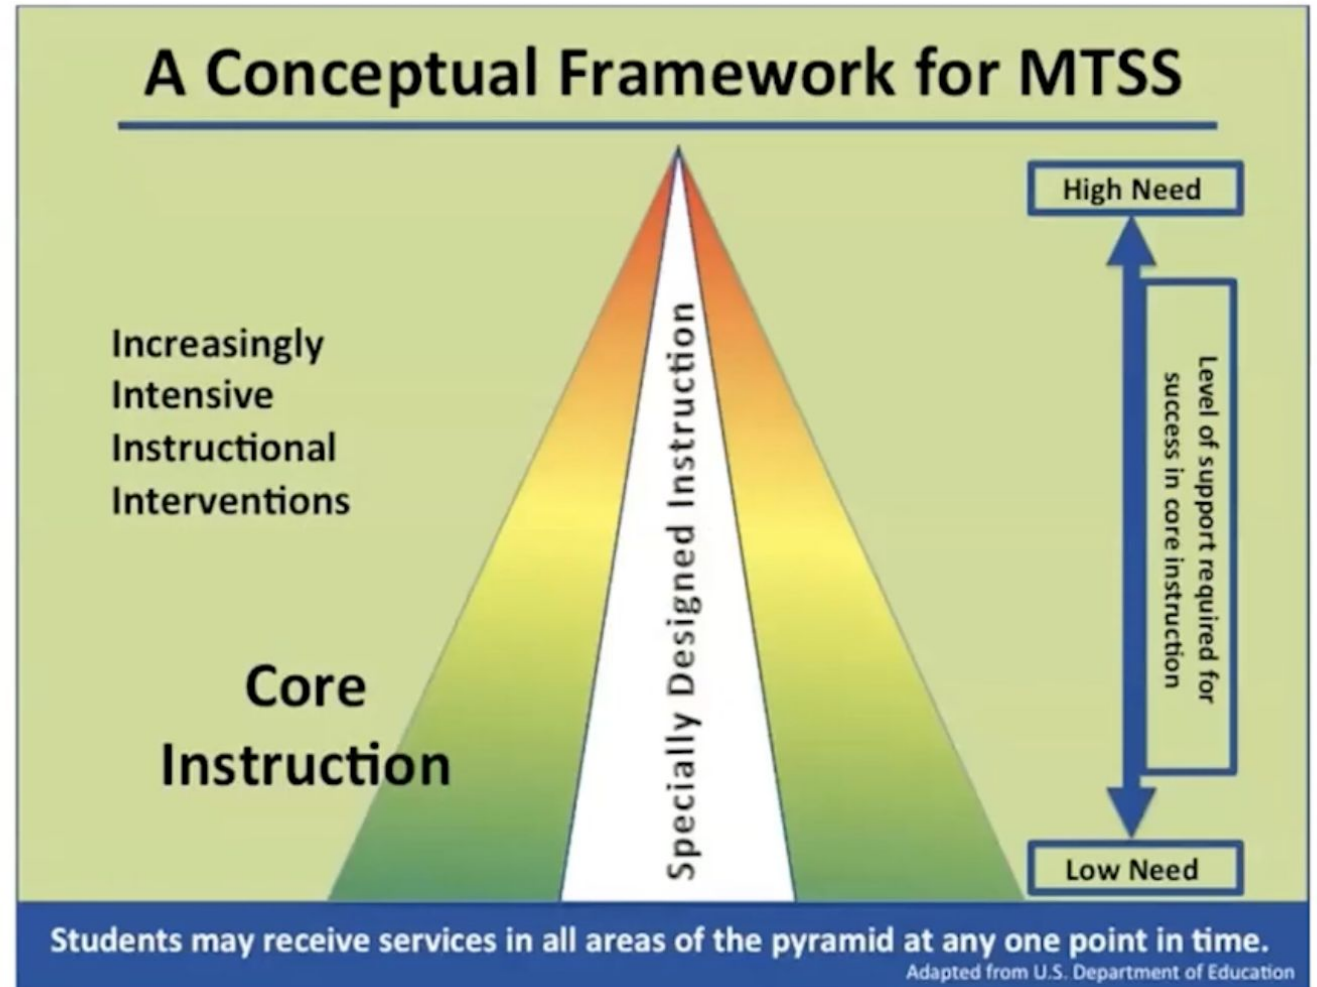 A Conceptual Framework for MTSS
High Need
Increasingly
Intensive
Instructional
Interventions
Specially Designed Instruction
Level of support required for
success in core instruction
Core
Instruction
Low Need
Students may receive services in all areas of the pyramid at any one point in time.
Adapted from U.S. Department of Education